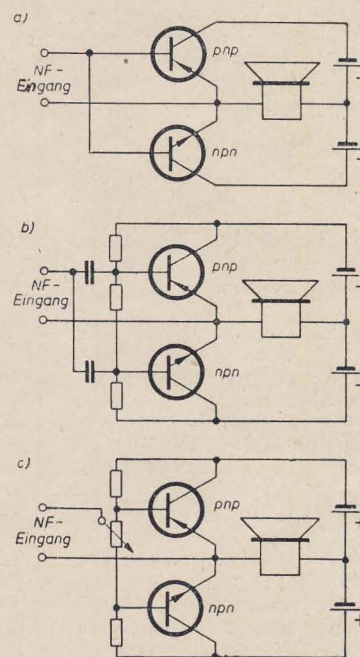 a)
pnp
NF-
Eingang
npn
b)
pnp
NF-
Eingang
npn
c)
pnp
NF-
Eingang
npn